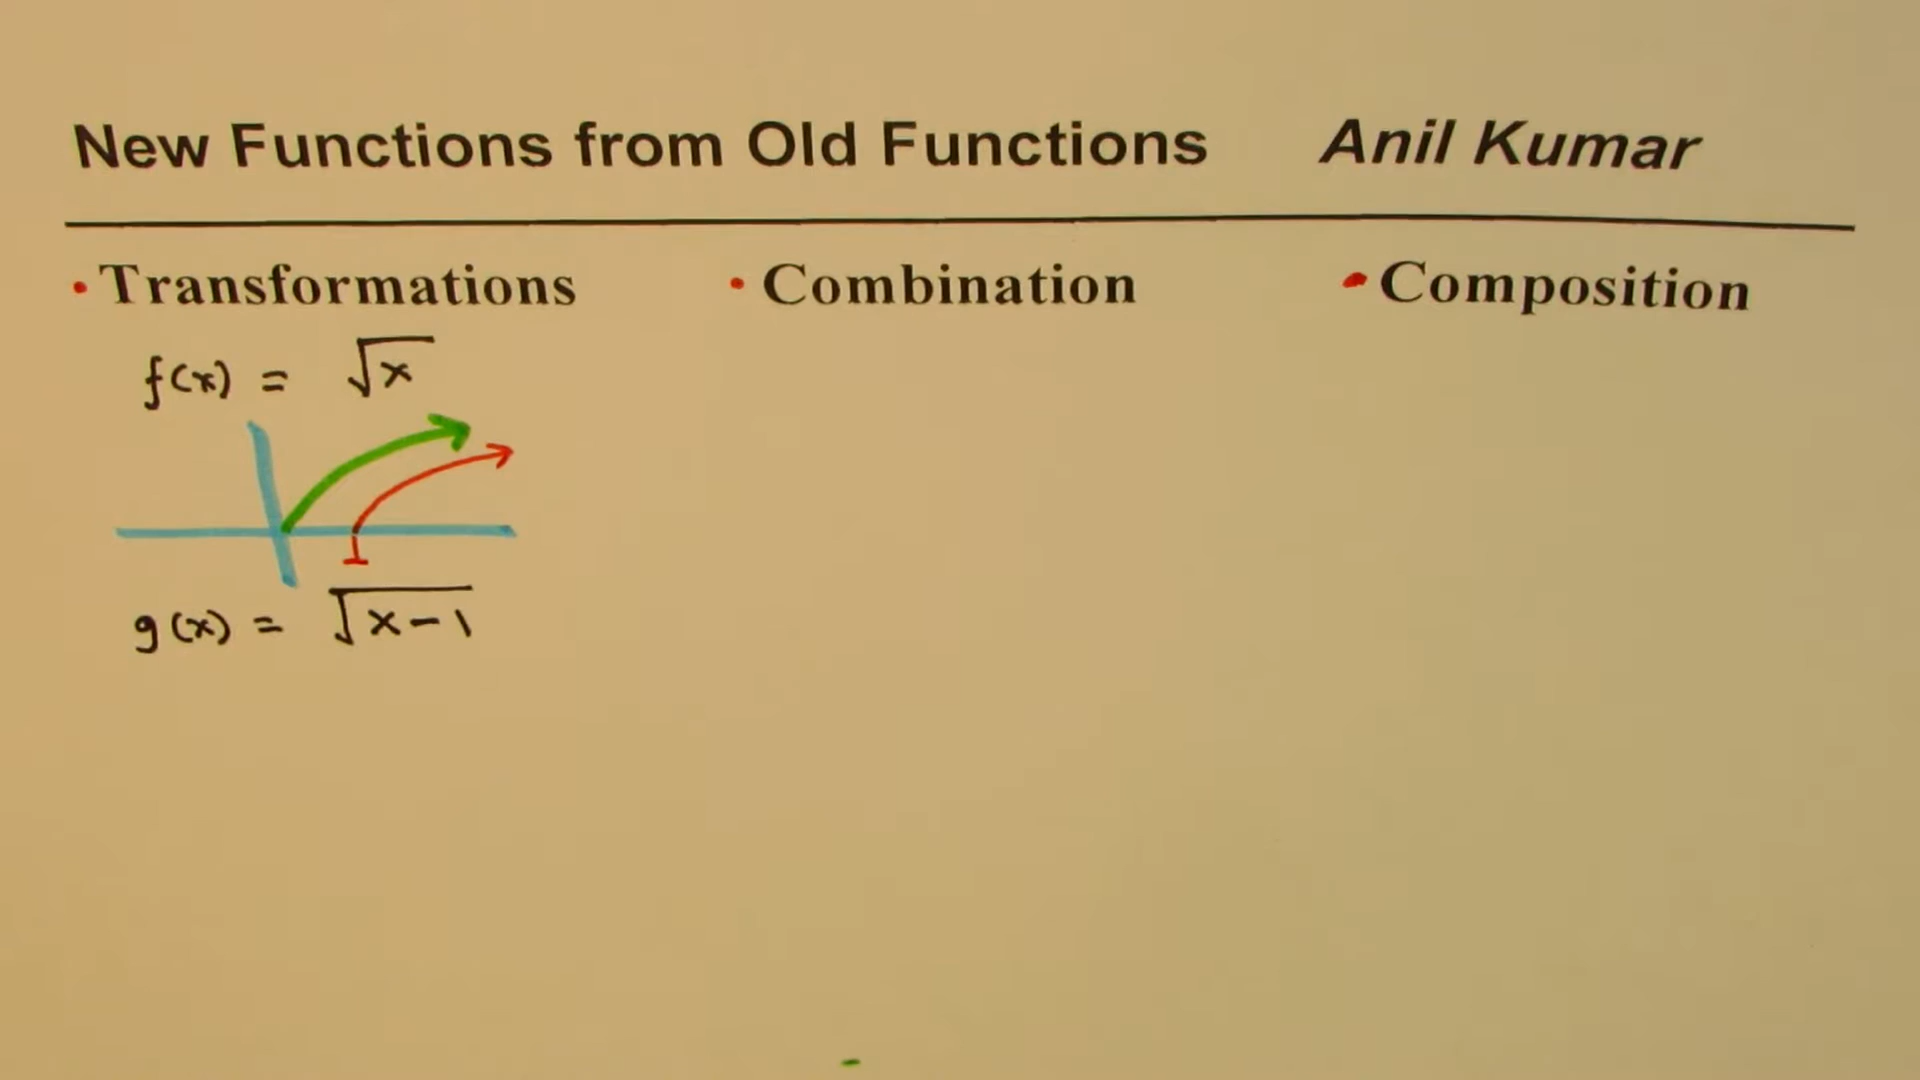 New Functions from Old Functions Anil Kumar
• Transformations • Combination • Composition
f(x) = √x
1
g(x) = √x-1